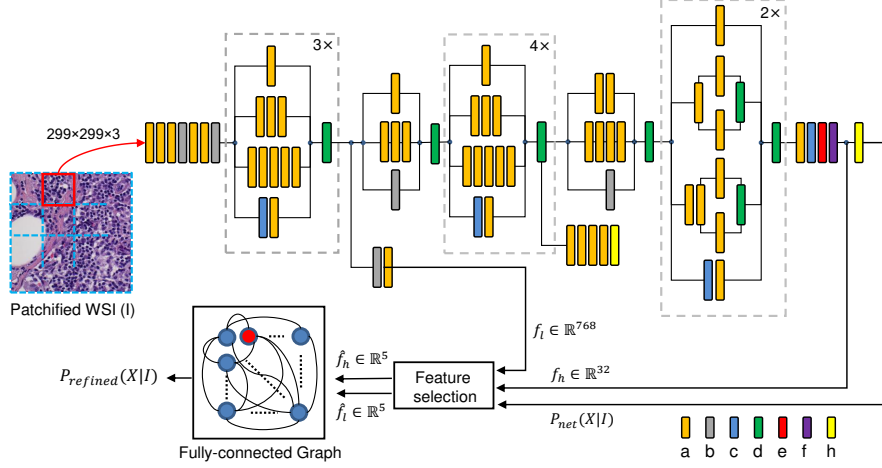 3×
4×
2×
299×299×3
Patchified WSI (I)
f_l ∈ ℝ^768
f̂_h ∈ ℝ^5
f_h ∈ ℝ^32
P_refined(X|I)
Feature
selection
f̂_l ∈ ℝ^5
P_net(X|I)
Fully-connected Graph
a b c d e f h